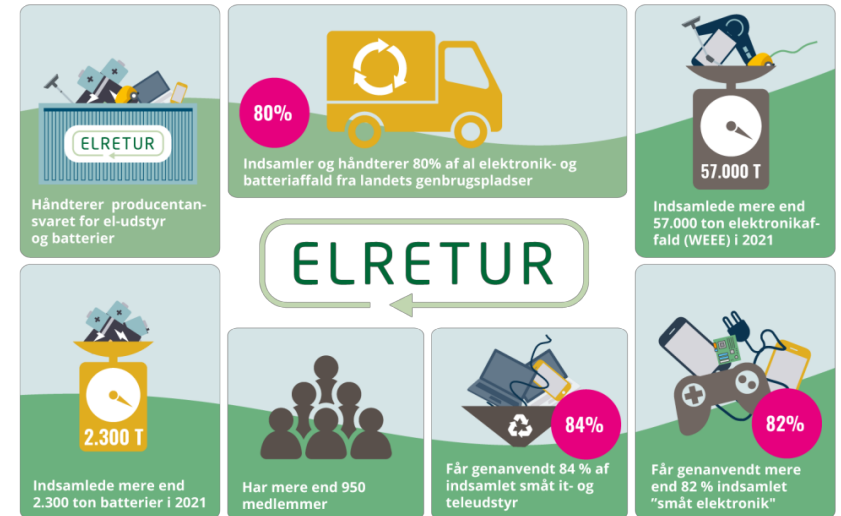 ELRETUR
Håndterer producentan-
svaret for el-udstyr
og batterier
80%
Indsamler og håndterer 80% af al elektronik- og
batteriaffald fra landets genbrugspladser
57.000 T
Indsamlede mere end
57.000 ton elektronikaf-
fald (WEEE) i 2021
ELRETUR
2.300 T
Indsamlede mere end
2.300 ton batterier i 2021
Har mere end 950
medlemmer
84%
Får genanvendt 84 % af
indsamlet småt it- og
teleudstyr
82%
Får genanvendt mere
end 82 % indsamlet
”småt elektronik"